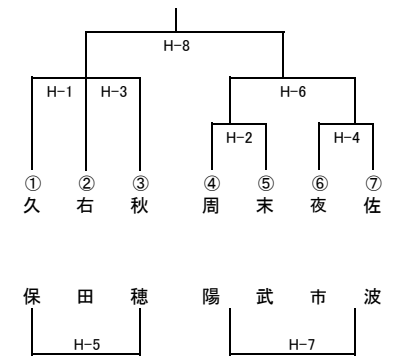 H-8
H-1 H-3 H-6
H-2 H-4
① ② ③ ④ ⑤ ⑥ ⑦
久 右 秋 周 末 夜 佐
保 田 穂 陽 武 市 波
H-5 H-7